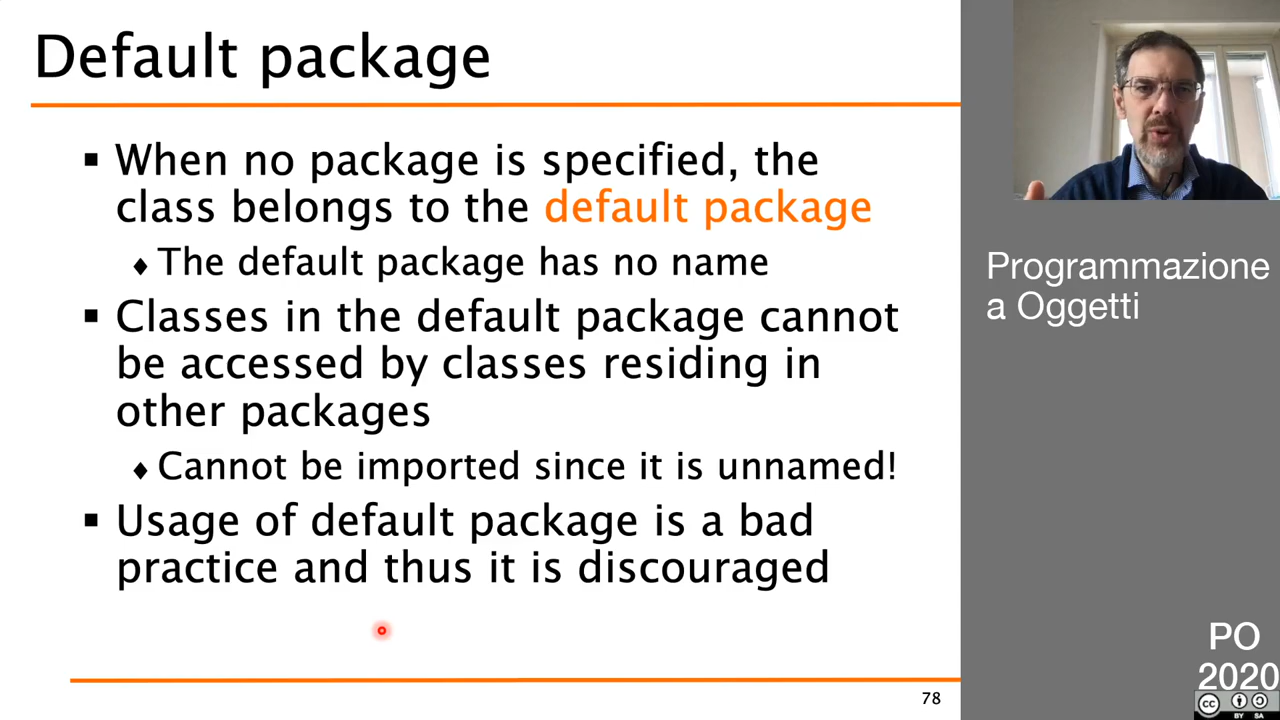 Default package
▪ When no package is specified, the
class belongs to the default package
♦ The default package has no name
▪ Classes in the default package cannot
be accessed by classes residing in
other packages
♦ Cannot be imported since it is unnamed!
▪ Usage of default package is a bad
practice and thus it is discouraged
78
Programmazione
a Oggetti
PO
2020
cc
BY SA